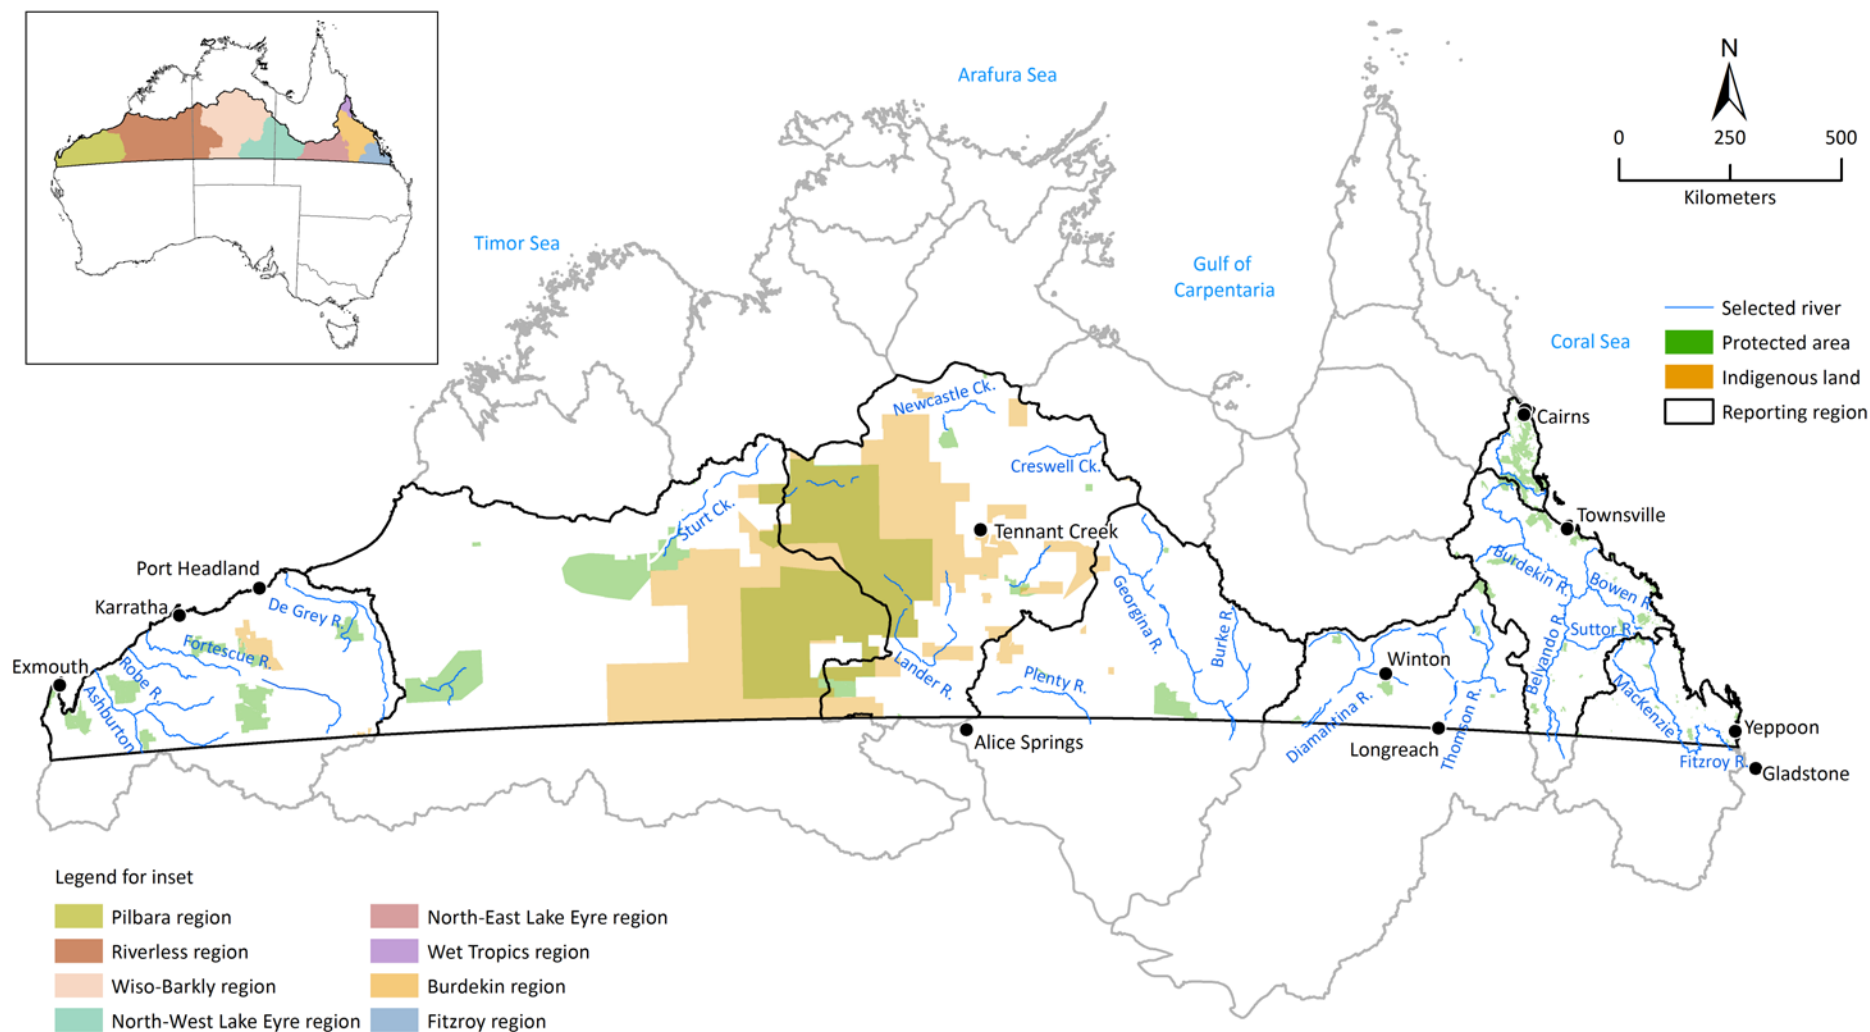 Arafura Sea
N
Timor Sea
Gulf of
Carpentaria
Coral Sea
0 250 500
Kilometers
Selected river
Protected area
Indigenous land
Reporting region
Newcastle Ck.
Creswell Ck.
Cairns
Sturt Ck.
Tennant Creek
Townsville
Port Headland
Karratha
De Grey R.
Fortescue R.
Exmouth
Robe R.
Ashburton
Georgina R.
Burke R.
Burdekin R.
Bowen R.
Suttor R.
Belyando R.
Winton
Lander R.
Plenty R.
Diamantina R.
Thomson R.
Mackenzie
Yeppoon
Alice Springs
Longreach
Fitzroy R.
Gladstone
Legend for inset
Pilbara region
Riverless region
Wiso-Barkly region
North-West Lake Eyre region
North-East Lake Eyre region
Wet Tropics region
Burdekin region
Fitzroy region